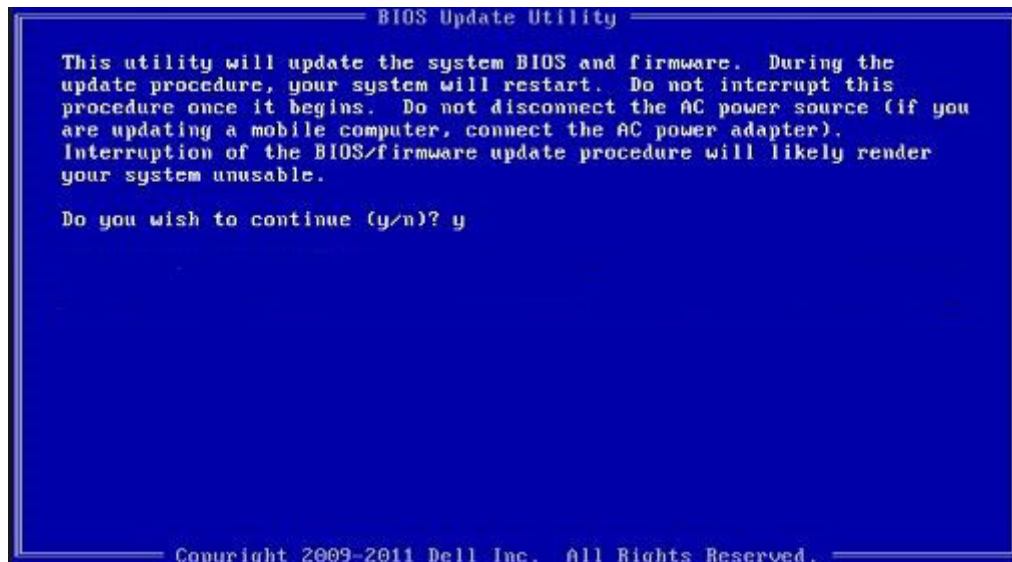 BIOS Update Utility
This utility will update the system BIOS and firmware. During the
update procedure, your system will restart. Do not interrupt this
procedure once it begins. Do not disconnect the AC power source (if you
are updating a mobile computer, connect the AC power adapter).
Interruption of the BIOS/firmware update procedure will likely render
your system unusable.
Do you wish to continue (y/n)? y
Copyright 2009-2011 Dell Inc. All Rights Reserved.